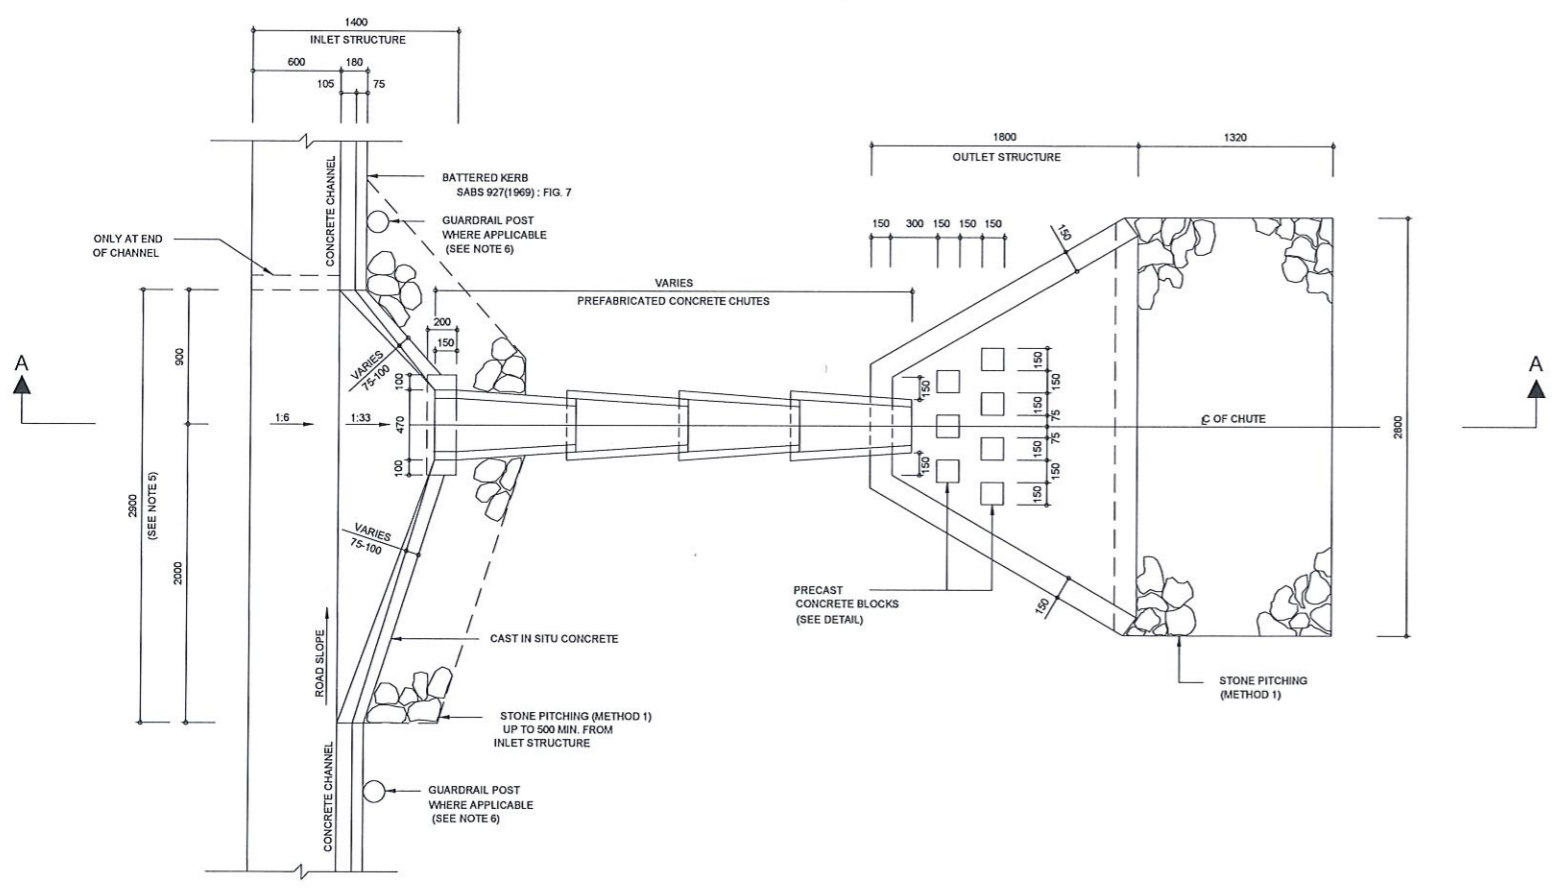 1400
INLET STRUCTURE
600
180
105
75
CONCRETE CHANNEL
BATTERED KERB
SABS 927(1969) : FIG. 7
GUARDRAIL POST
WHERE APPLICABLE
(SEE NOTE 6)
ONLY AT END
OF CHANNEL
1800
1320
OUTLET STRUCTURE
150
300
150
150
150
150
VARIES
PREFABRICATED CONCRETE CHUTES
200
150
VARIES
75-100
900
100
470
100
A
1:6
1:33
150
150
150
150
75
75
150
150
℄ OF CHUTE
A
2800
2900
(SEE NOTE 5)
2000
VARIES
75-100
PRECAST
CONCRETE BLOCKS
(SEE DETAIL)
150
ROAD SLOPE
CAST IN SITU CONCRETE
STONE PITCHING
(METHOD 1)
STONE PITCHING (METHOD 1)
UP TO 500 MIN. FROM
INLET STRUCTURE
CONCRETE CHANNEL
GUARDRAIL POST
WHERE APPLICABLE
(SEE NOTE 6)